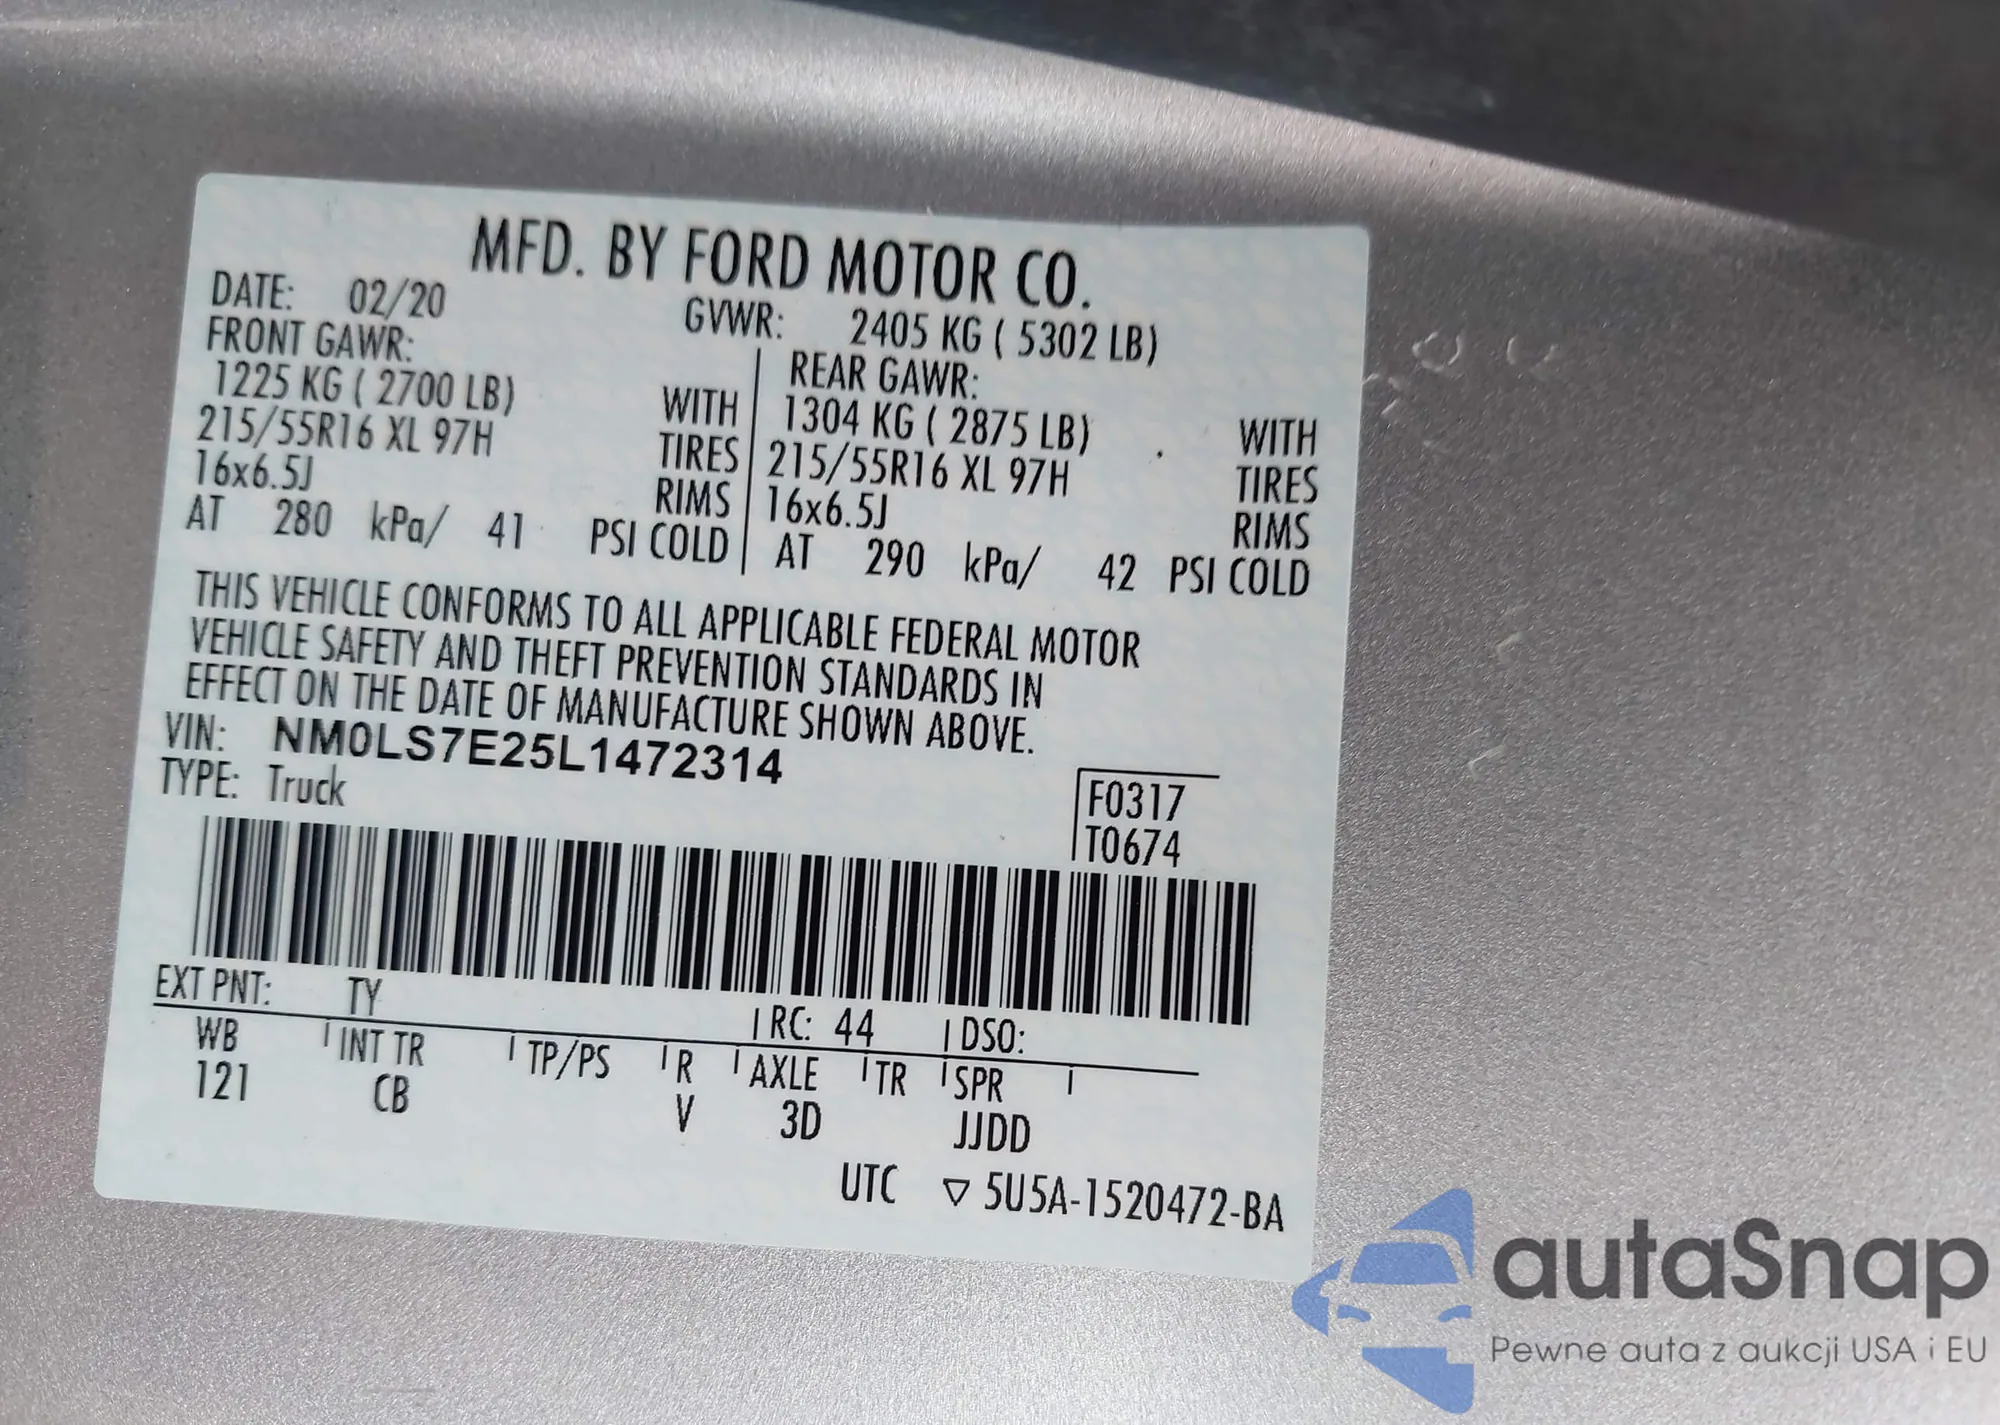 MFD. BY FORD MOTOR CO.
DATE: 02/20 GVWR: 2405 KG ( 5302 LB)
FRONT GAWR: REAR GAWR:
1225 KG ( 2700 LB) WITH 1304 KG ( 2875 LB) WITH
215/55R16 XL 97H TIRES 215/55R16 XL 97H TIRES
16x6.5J RIMS 16x6.5J RIMS
AT 280 kPa/ 41 PSI COLD AT 290 kPa/ 42 PSI COLD
THIS VEHICLE CONFORMS TO ALL APPLICABLE FEDERAL MOTOR
VEHICLE SAFETY AND THEFT PREVENTION STANDARDS IN
EFFECT ON THE DATE OF MANUFACTURE SHOWN ABOVE.
VIN: NM0LS7E25L1472314
TYPE: Truck
F0317
T0674
EXT PNT: TY RC: 44 DSO:
WB INT TR TP/PS R AXLE TR SPR
121 CB V 3D JJDD
UTC ▽ 5U5A-1520472-BA
autaSnap
Pewne auta z aukcji USA i EU